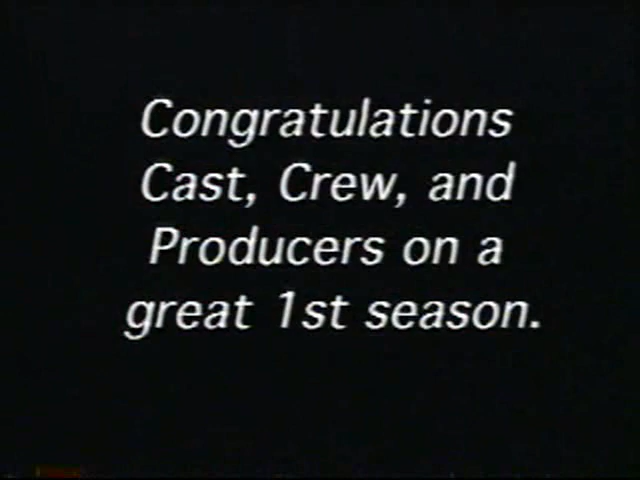 Congratulations
Cast, Crew, and
Producers on a
great 1st season.